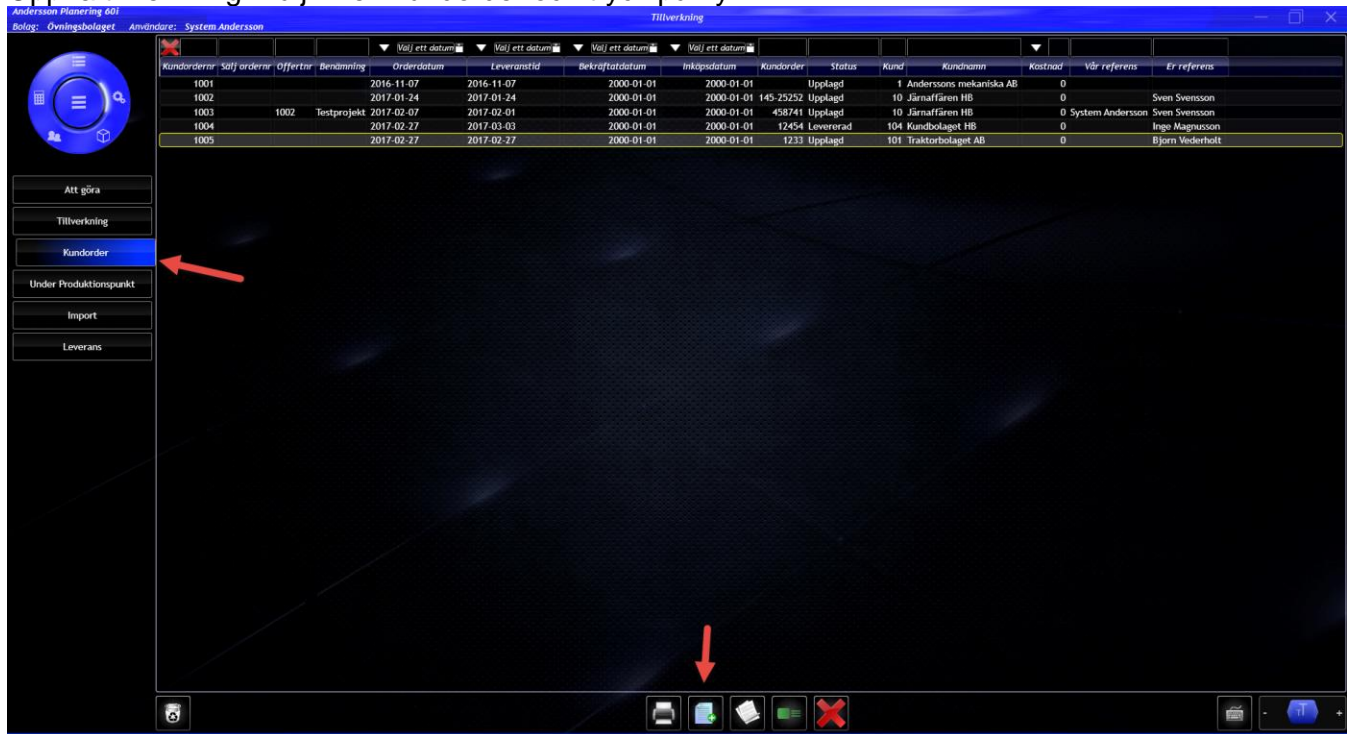 Andersson Planering 60i
Tillverkning
Bolag: Övningsbolaget Användare: System Andersson
Välj ett datum Välj ett datum Välj ett datum Välj ett datum
Kundordernr Sälj ordernr Offertnr Benämning Orderdatum Leveranstid Bekräftatdatum Inköpsdatum Kundorder Status Kund Kundnamn Kostnad Vår referens Er referens
1001 2016-11-07 2016-11-07 2000-01-01 2000-01-01 Upplagd 1 Anderssons mekaniska AB 0
1002 2017-01-24 2017-01-24 2000-01-01 2000-01-01 145-25252 Upplagd 10 Järnaffären HB 0 Sven Svensson
1003 1002 Testprojekt 2017-02-07 2017-02-01 2000-01-01 2000-01-01 458741 Upplagd 10 Järnaffären HB 0 System Andersson Sven Svensson
1004 2017-02-27 2017-03-03 2000-01-01 2000-01-01 12454 Levererad 104 Kundbolaget HB 0 Inge Magnusson
1005 2017-02-27 2017-02-27 2000-01-01 2000-01-01 1233 Upplagd 101 Traktorbolaget AB 0 Bjorn Vederholt
Att göra
Tillverkning
Kundorder
Under Produktionspunkt
Import
Leverans
- T +